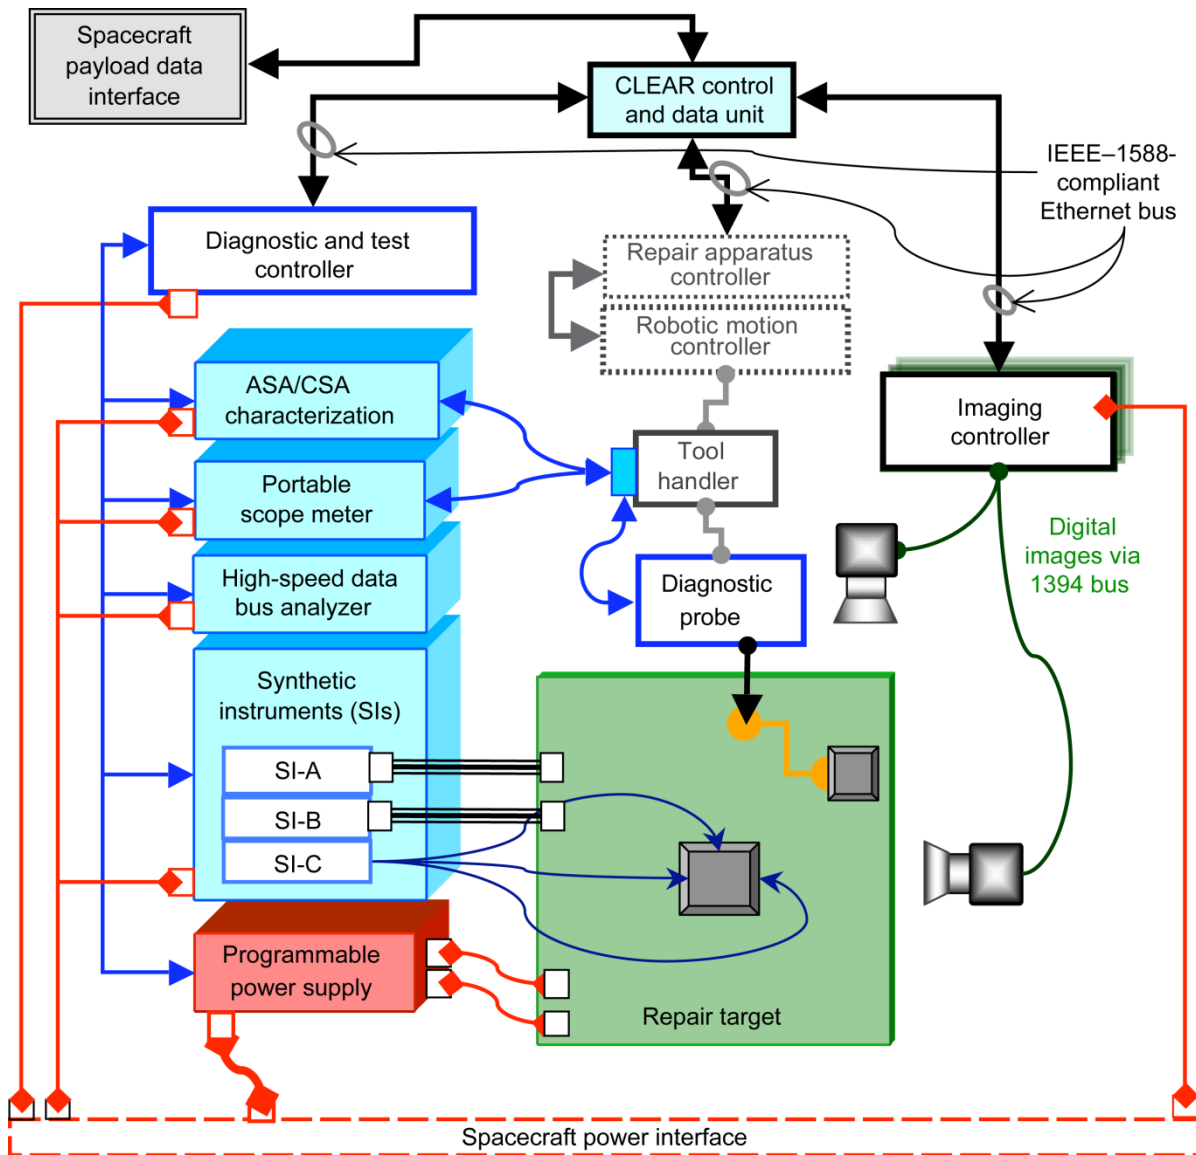 Spacecraft
payload data
interface
CLEAR control
and data unit
IEEE–1588-
compliant
Ethernet bus
Diagnostic and test
controller
Repair apparatus
controller
Robotic motion
controller
ASA/CSA
characterization
Imaging
controller
Tool
handler
Portable
scope meter
Digital
images via
1394 bus
High-speed data
bus analyzer
Diagnostic
probe
Synthetic
instruments (SIs)
SI-A
SI-B
SI-C
Programmable
power supply
Repair target
Spacecraft power interface